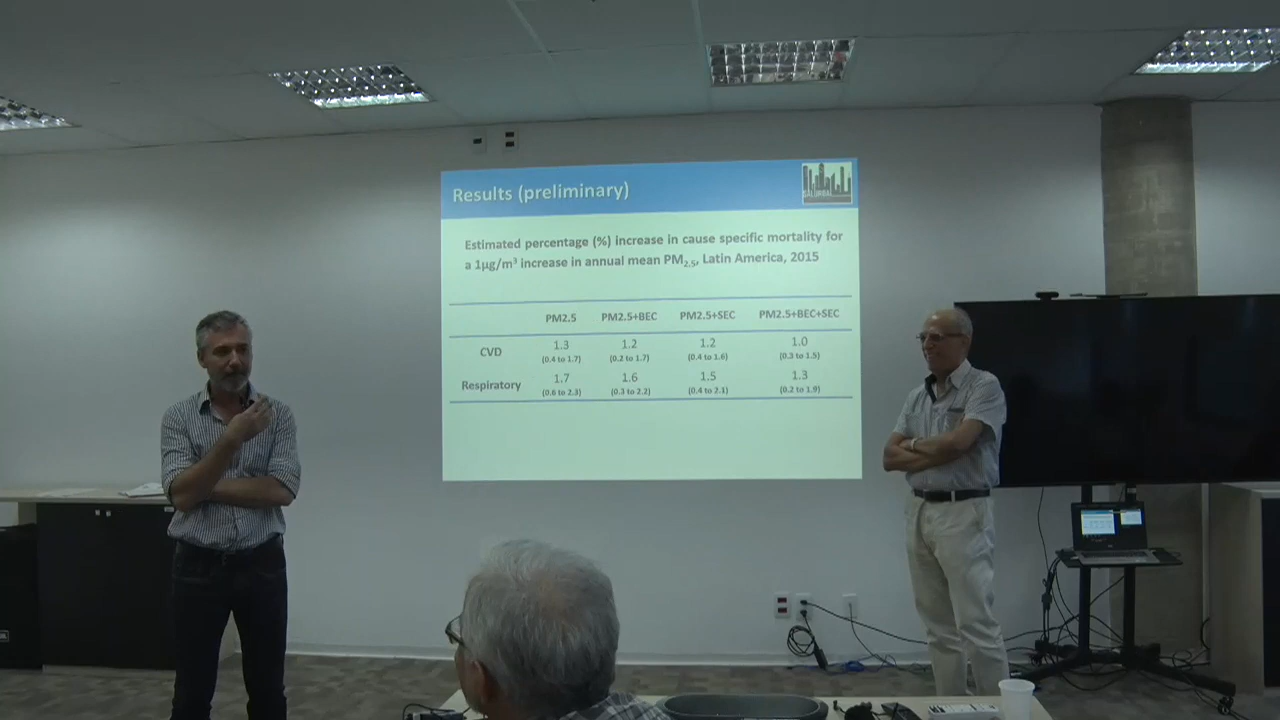 Results (preliminary)
SALURBAL
Estimated percentage (%) increase in cause specific mortality for
a 1µg/m³ increase in annual mean PM2.5, Latin America, 2015
PM2.5 PM2.5+BEC PM2.5+SEC PM2.5+BEC+SEC
CVD 1.3 1.2 1.2 1.0
(0.4 to 1.7) (0.2 to 1.7) (0.4 to 1.6) (0.3 to 1.5)
Respiratory 1.7 1.6 1.5 1.3
(0.6 to 2.3) (0.3 to 2.2) (0.4 to 2.1) (0.2 to 1.9)